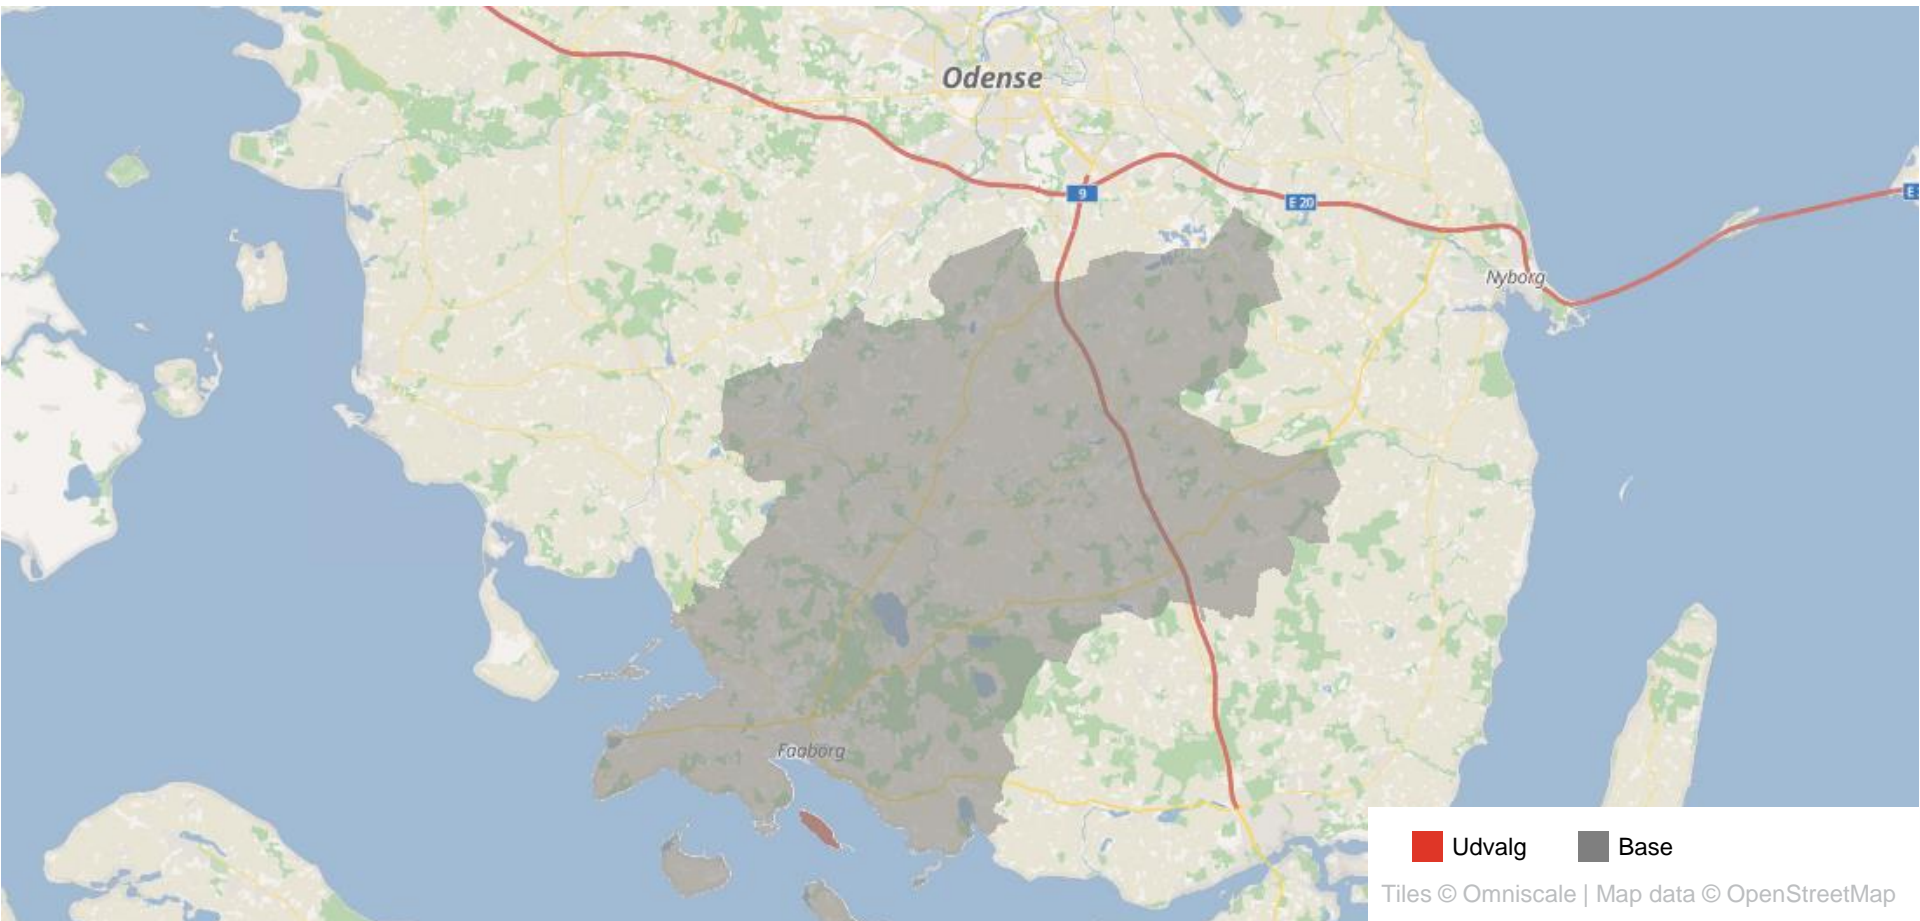 Odense
9
E 20
E
Nyborg
Faaborg
Udvalg
Base
Tiles © Omniscale | Map data © OpenStreetMap